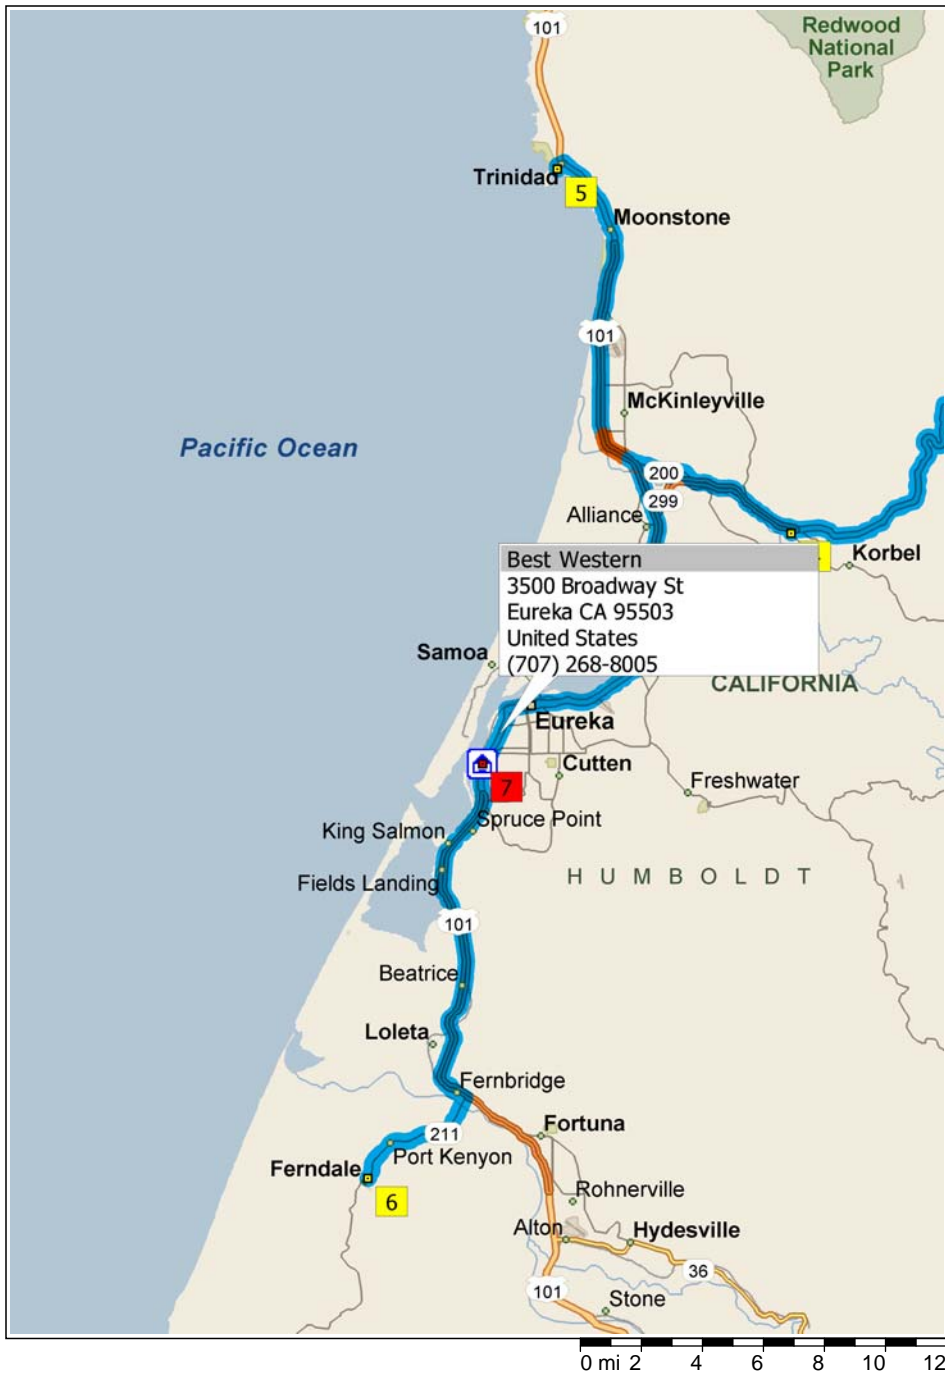 101
Redwood
National
Park
Trinidad
5
Moonstone
101
McKinleyville
Pacific Ocean
200
299
Alliance
Korbel
Best Western
3500 Broadway St
Eureka CA 95503
United States
(707) 268-8005
Samoa
CALIFORNIA
Eureka
Cutten
Freshwater
7
Spruce Point
King Salmon
Fields Landing
HUMBOLDT
101
Beatrice
Loleta
Fernbridge
211
Fortuna
Port Kenyon
Ferndale
6
Rohnerville
Alton
Hydesville
36
101
Stone
0 mi 2 4 6 8 10 12